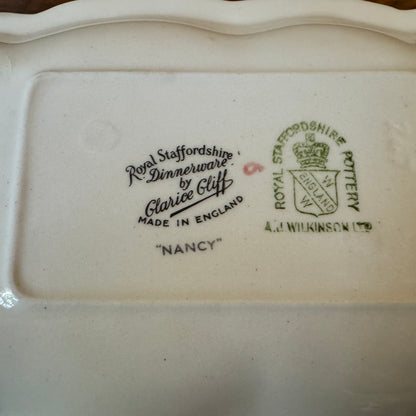 Royal Staffordshire
Dinnerware
by
Clarice Cliff
MADE IN ENGLAND
"NANCY"
ROYAL STAFFORDSHIRE POTTERY
W
ENGLAND
W
A.J. WILKINSON LTD